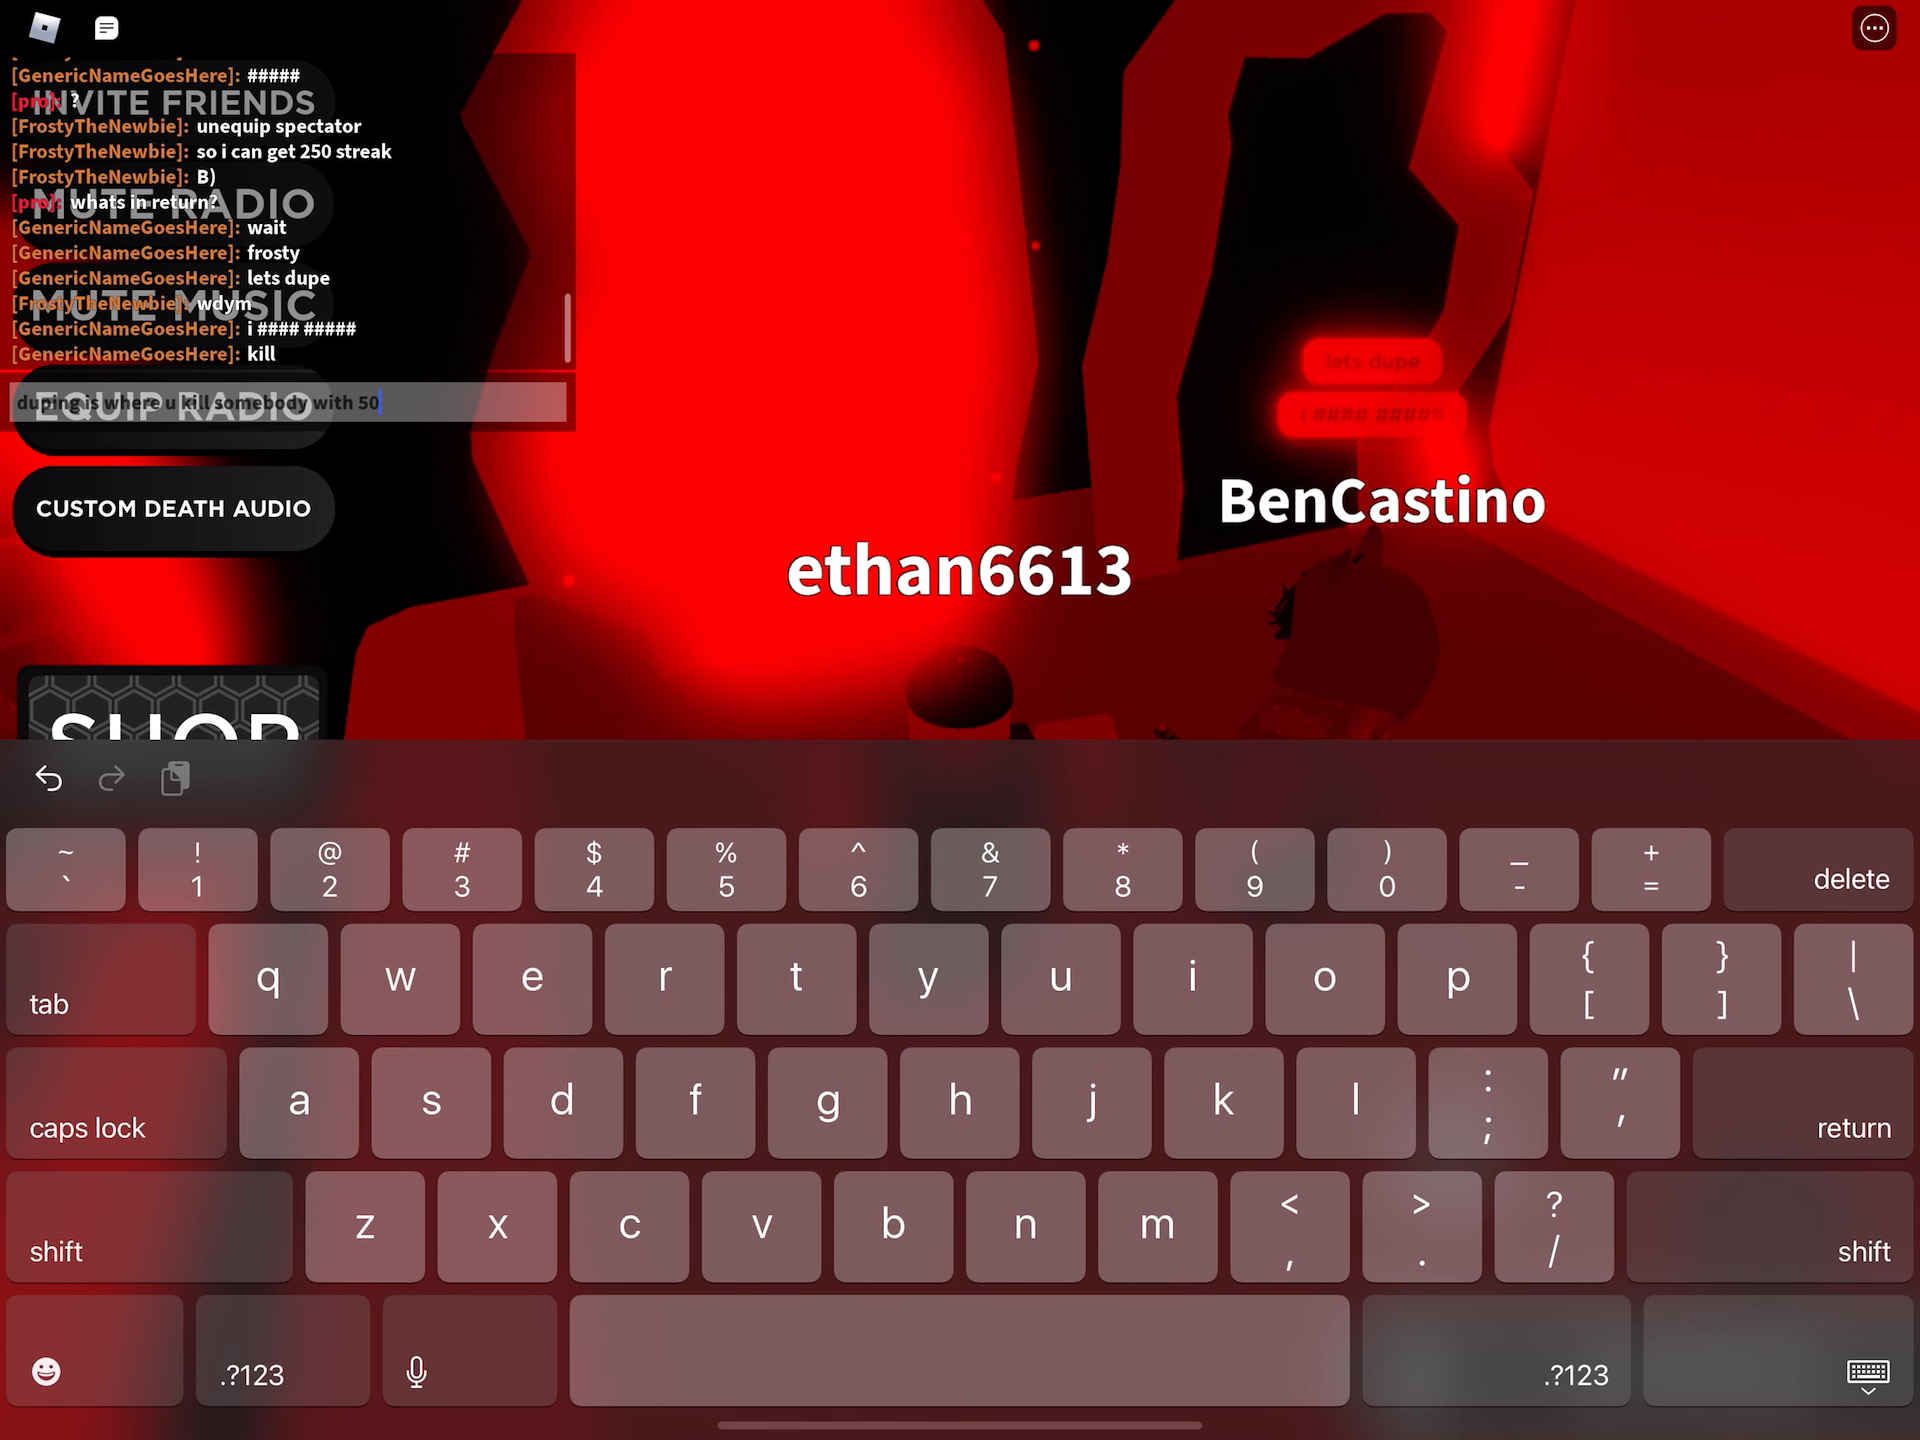 [GenericNameGoesHere]: #####
[pro]: ?
INVITE FRIENDS
[FrostyTheNewbie]: unequip spectator
[FrostyTheNewbie]: so i can get 250 streak
[FrostyTheNewbie]: B)
[pro]: whats in return?
MUTE RADIO
[GenericNameGoesHere]: wait
[GenericNameGoesHere]: frosty
[GenericNameGoesHere]: lets dupe
[FrostyTheNewbie]: wdym
MUTE MUSIC
[GenericNameGoesHere]: i #### #####
[GenericNameGoesHere]: kill
duping is where u kill somebody with 50
EQUIP RADIO
CUSTOM DEATH AUDIO
SHOP
lets dupe
i #### #####
BenCastino
ethan6613
~ ! @ # $ % ^ & * ( ) _ +
` 1 2 3 4 5 6 7 8 9 0 - = delete
tab q w e r t y u i o p { } |
[ ] \
caps lock a s d f g h j k l : "
; ' return
shift z x c v b n m < > ?
, . / shift
.?123 .?123